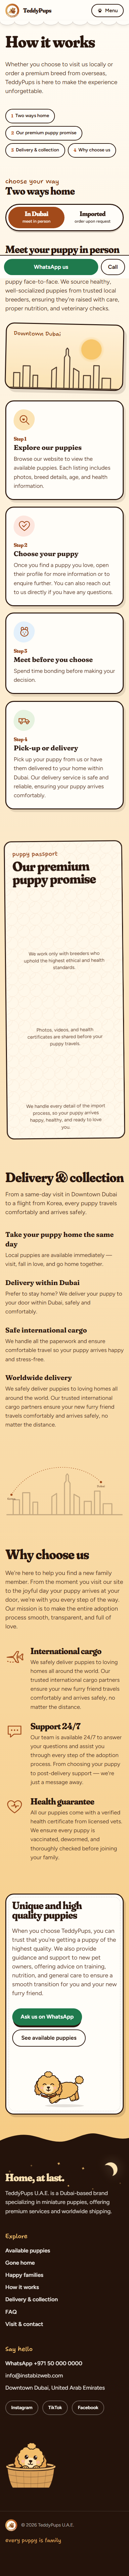 TeddyPups
Menu
How it works
Whether you choose to visit us locally or
order a premium breed from overseas,
TeddyPups is here to make the experience
unforgettable.
1 Two ways home
2 Our premium puppy promise
3 Delivery & collection
4 Why choose us
choose your way
Two ways home
In Dubai
meet in person
Imported
order upon request
Meet your puppy in person
WhatsApp us
Call
puppy face-to-face. We source healthy,
well-socialised puppies from trusted local
breeders, ensuring they're raised with care,
proper nutrition, and veterinary checks.
Downtown Dubai
Step 1
Explore our puppies
Browse our website to view the
available puppies. Each listing includes
photos, breed details, age, and health
information.
Step 2
Choose your puppy
Once you find a puppy you love, open
their profile for more information or to
enquire further. You can also reach out
to us directly if you have any questions.
Step 3
Meet before you choose
Spend time bonding before making your
decision.
Step 4
Pick-up or delivery
Pick up your puppy from us or have
them delivered to your home within
Dubai. Our delivery service is safe and
reliable, ensuring your puppy arrives
comfortably.
puppy passport
Our premium
puppy promise
We work only with breeders who
uphold the highest ethical and health
standards.
Photos, videos, and health
certificates are shared before your
puppy travels.
We handle every detail of the import
process, so your puppy arrives
happy, healthy, and ready to love
you.
Delivery & collection
From a same-day visit in Downtown Dubai
to a flight from Korea, every puppy travels
comfortably and arrives safely.
Take your puppy home the same
day
Local puppies are available immediately —
visit, fall in love, and go home together.
Delivery within Dubai
Prefer to stay home? We deliver your puppy to
your door within Dubai, safely and
comfortably.
Safe international cargo
We handle all the paperwork and ensure
comfortable travel so your puppy arrives happy
and stress-free.
Worldwide delivery
We safely deliver puppies to loving homes all
around the world. Our trusted international
cargo partners ensure your new furry friend
travels comfortably and arrives safely, no
matter the distance.
Dubai
Why choose us
We're here to help you find a new family
member. From the moment you visit our site
to the joyful day your puppy arrives at your
home, we're with you every step of the way.
Our mission is to make the entire adoption
process smooth, transparent, and full of
love.
International cargo
We safely deliver puppies to loving
homes all around the world. Our
trusted international cargo partners
ensure your new furry friend travels
comfortably and arrives safely, no
matter the distance.
Support 24/7
Our team is available 24/7 to answer
your questions and assist you
through every step of the adoption
process. From choosing your puppy
to post-delivery support — we're
just a message away.
Health guarantee
All our puppies come with a verified
health certificate from licensed vets.
We ensure every puppy is
vaccinated, dewormed, and
thoroughly checked before joining
your family.
Unique and high
quality puppies
When you choose TeddyPups, you can
trust that you're getting a puppy of the
highest quality. We also provide
guidance and support to new pet
owners, offering advice on training,
nutrition, and general care to ensure a
smooth transition for you and your new
furry friend.
Ask us on WhatsApp
See available puppies
Home, at last.
TeddyPups U.A.E. is a Dubai-based brand
specializing in miniature puppies, offering
premium services and worldwide shipping.
Explore
Available puppies
Gone home
Happy families
How it works
Delivery & collection
FAQ
Visit & contact
Say hello
WhatsApp +971 50 000 0000
info@instabizweb.com
Downtown Dubai, United Arab Emirates
Instagram
TikTok
Facebook
© 2026 TeddyPups U.A.E.
every puppy is family